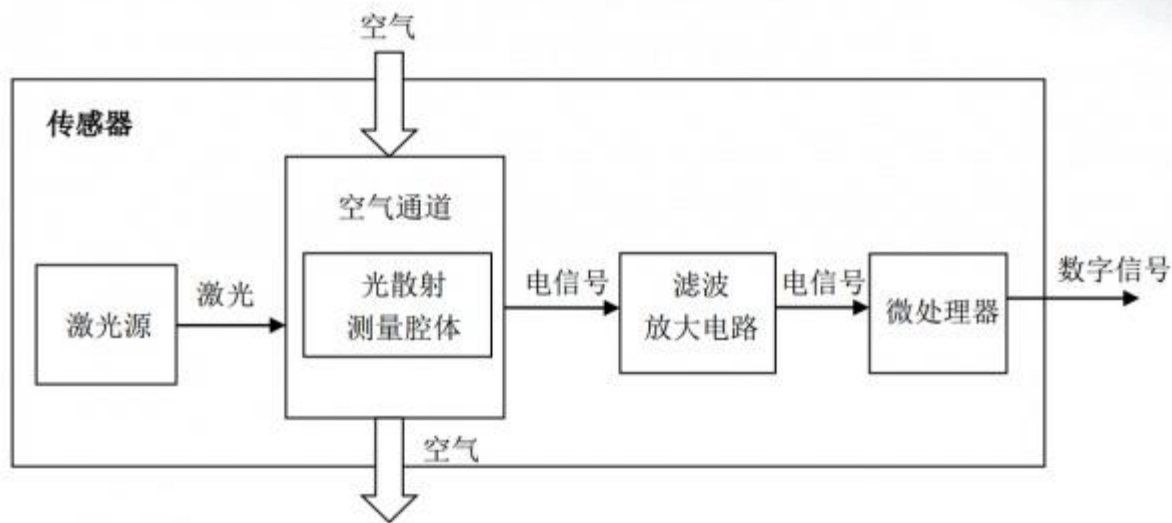 空气
传感器
空气通道
激光源
激光
光散射
测量腔体
电信号
滤波
放大电路
电信号
微处理器
数字信号
空气